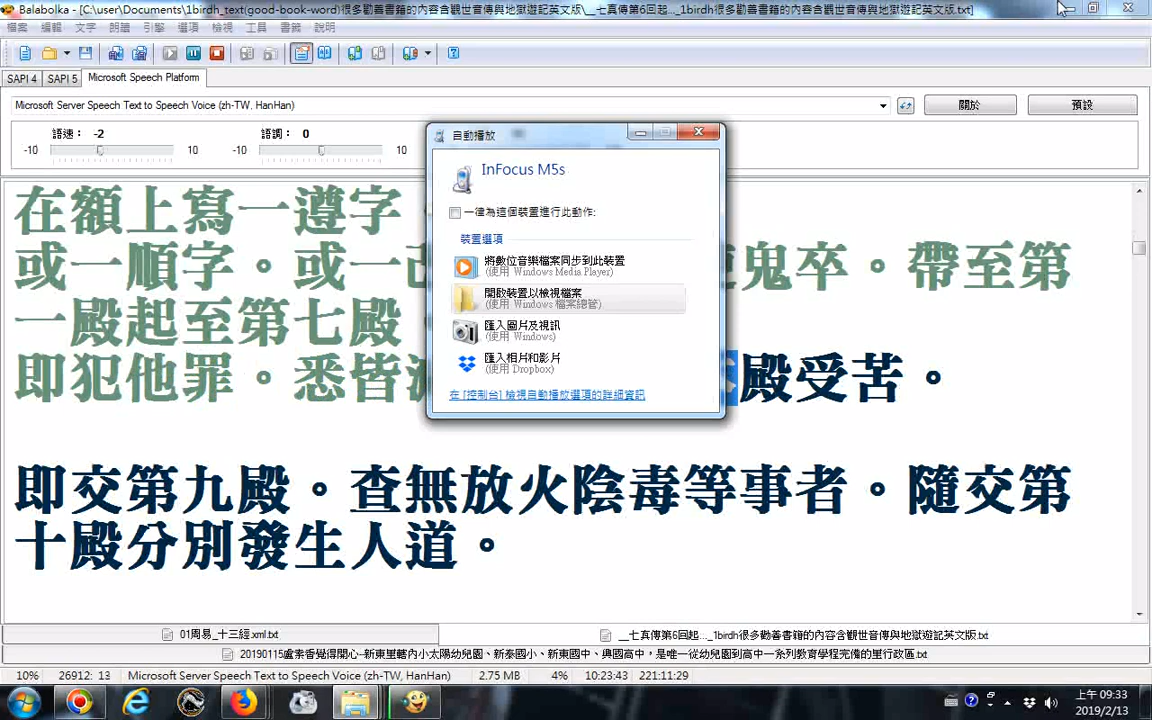 Balabolka - [C:\user\Documents\1birdh_text(good-book-word)很多勸善書籍的內容含觀世音傳與地獄遊記英文版\__七真傳第6回起..._1birdh很多勸善書籍的內容含觀世音傳與地獄遊記英文版.txt]
檔案 編輯 文字 朗讀 引擎 選項 檢視 工具 書籤 說明
SAPI 4 SAPI 5 Microsoft Speech Platform
Microsoft Server Speech Text to Speech Voice (zh-TW, HanHan)
關於 預設
語速: -2 語調: 0
-10 10 -10 10
自動播放
InFocus M5s
一律為這個裝置進行此動作:
裝置選項
將數位音樂檔案同步到此裝置
(使用 Windows Media Player)
開啟裝置以檢視檔案
(使用 Windows 檔案總管)
匯入圖片及視訊
(使用 Windows)
匯入相片和影片
(使用 Dropbox)
在 [控制台] 檢視自動播放選項的詳細資訊
在額上寫一遵字
或一順字。或一 鬼卒。帶至第
一殿起至第七殿
即犯他罪。悉皆 殿受苦。
即交第九殿。查無放火陰毒等事者。隨交第
十殿分別發生人道。
01周易_十三經.xml.txt
__七真傳第6回起..._1birdh很多勸善書籍的內容含觀世音傳與地獄遊記英文版.txt
20190115盧素香覺得開心-新東里轄內小太陽幼兒園、新泰國小、新東國中、興國高中，是唯一從幼兒園到高中一系列教育學程完備的里行政區.txt
10% 26912: 13 Microsoft Server Speech Text to Speech Voice (zh-TW, HanHan) 2.75 MB 4% 10:23:43 221:11:29
上午 09:33
2019/2/13